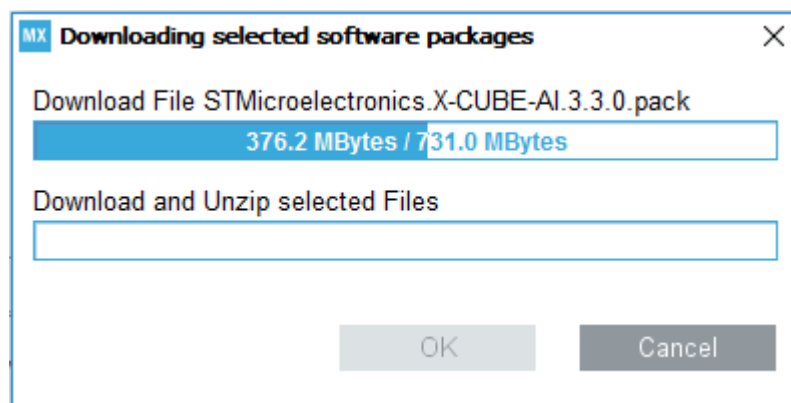 MX Downloading selected software packages
Download File STMicroelectronics.X-CUBE-AI.3.3.0.pack
376.2 MBytes / 731.0 MBytes
Download and Unzip selected Files
OK Cancel